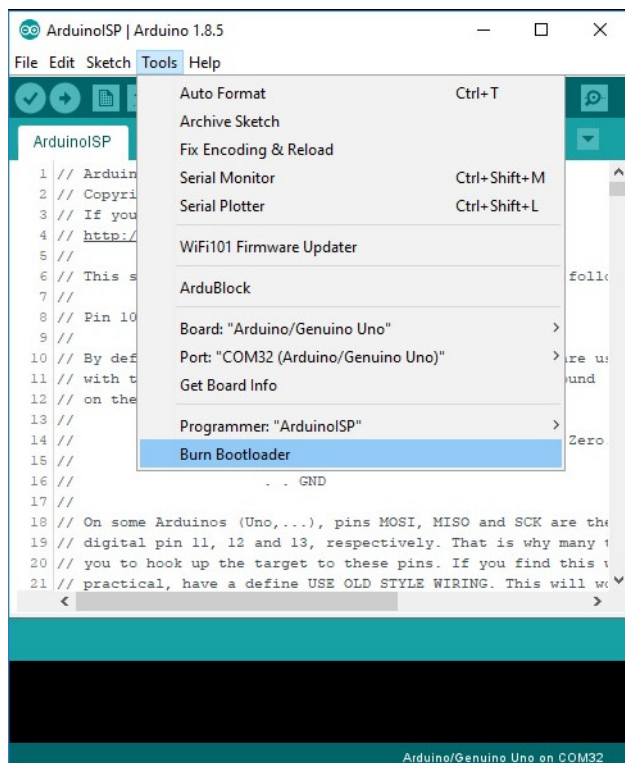 ArduinoISP | Arduino 1.8.5
File Edit Sketch Tools Help
Auto Format Ctrl+T
Archive Sketch
Fix Encoding & Reload
Serial Monitor Ctrl+Shift+M
Serial Plotter Ctrl+Shift+L
WiFi101 Firmware Updater
ArduBlock
Board: "Arduino/Genuino Uno"
Port: "COM32 (Arduino/Genuino Uno)"
Get Board Info
Programmer: "ArduinoISP"
Burn Bootloader
ArduinoISP
1 // Arduin
2 // Copyri
3 // If you
4 // http:/
5 //
6 // This s follo
7 //
8 // Pin 10
9 //
10 // By def re us
11 // with t und
12 // on the
13 //
14 // Zero
15 //
16 // . . GND
17 //
18 // On some Arduinos (Uno,...), pins MOSI, MISO and SCK are the
19 // digital pin 11, 12 and 13, respectively. That is why many t
20 // you to hook up the target to these pins. If you find this
21 // practical, have a define USE OLD STYLE WIRING. This will wo
Arduino/Genuino Uno on COM32